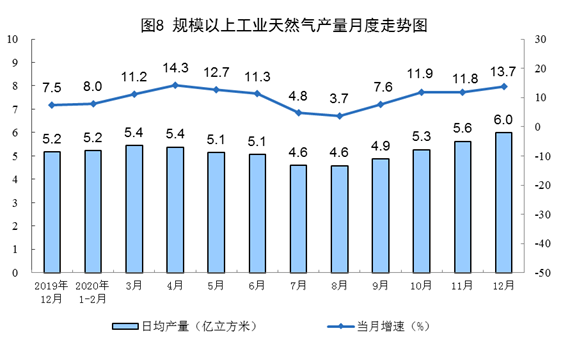 图8 规模以上工业天然气产量月度走势图
10 30
9 20
8 10
7 0
6 -10
5 -20
4 -30
3 -40
2 -50
1
0
7.5 8.0 11.2 14.3 12.7 11.3 4.8 3.7 7.6 11.9 11.8 13.7
5.2 5.2 5.4 5.4 5.1 5.1 4.6 4.6 4.9 5.3 5.6 6.0
2019年 2020年 3月 4月 5月 6月 7月 8月 9月 10月 11月 12月
12月 1-2月
日均产量（亿立方米） 当月增速（%）